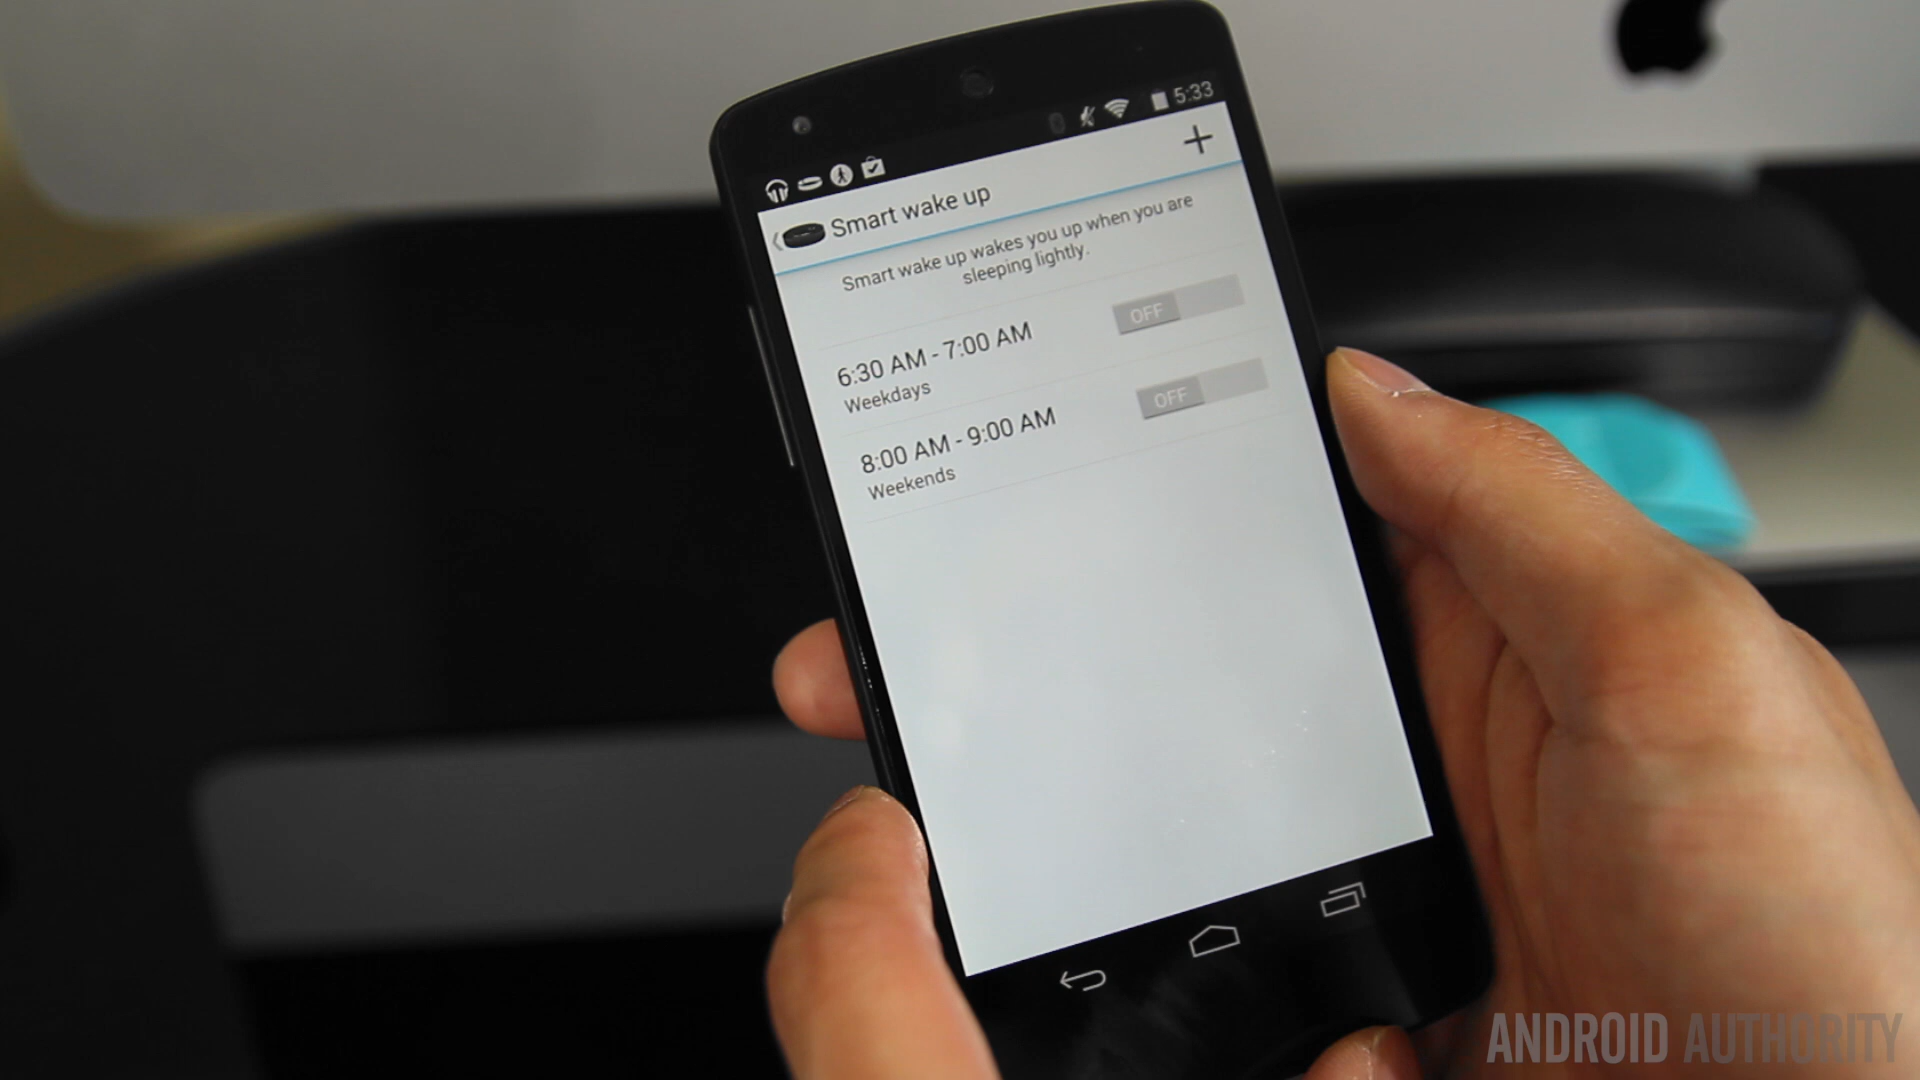 5:33
Smart wake up
Smart wake up wakes you up when you are
sleeping lightly.
6:30 AM - 7:00 AM
OFF
Weekdays
8:00 AM - 9:00 AM
OFF
Weekends
ANDROID AUTHORITY